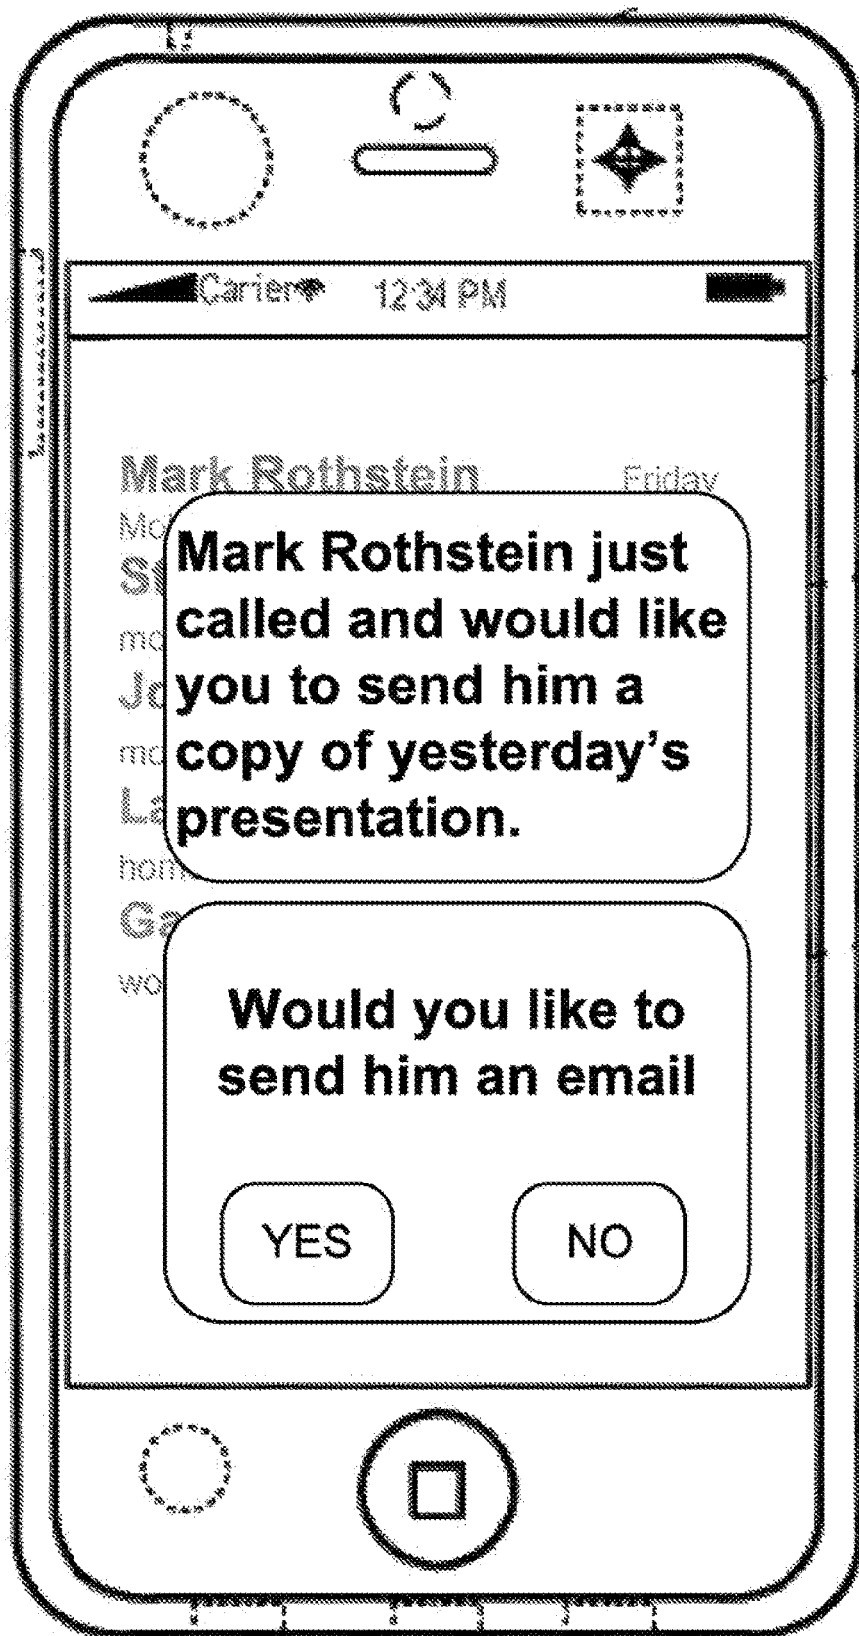 Carrier 12:34 PM
Mark Rothstein Friday
Mark Rothstein just
called and would like
you to send him a
copy of yesterday's
presentation.
Would you like to
send him an email
YES NO